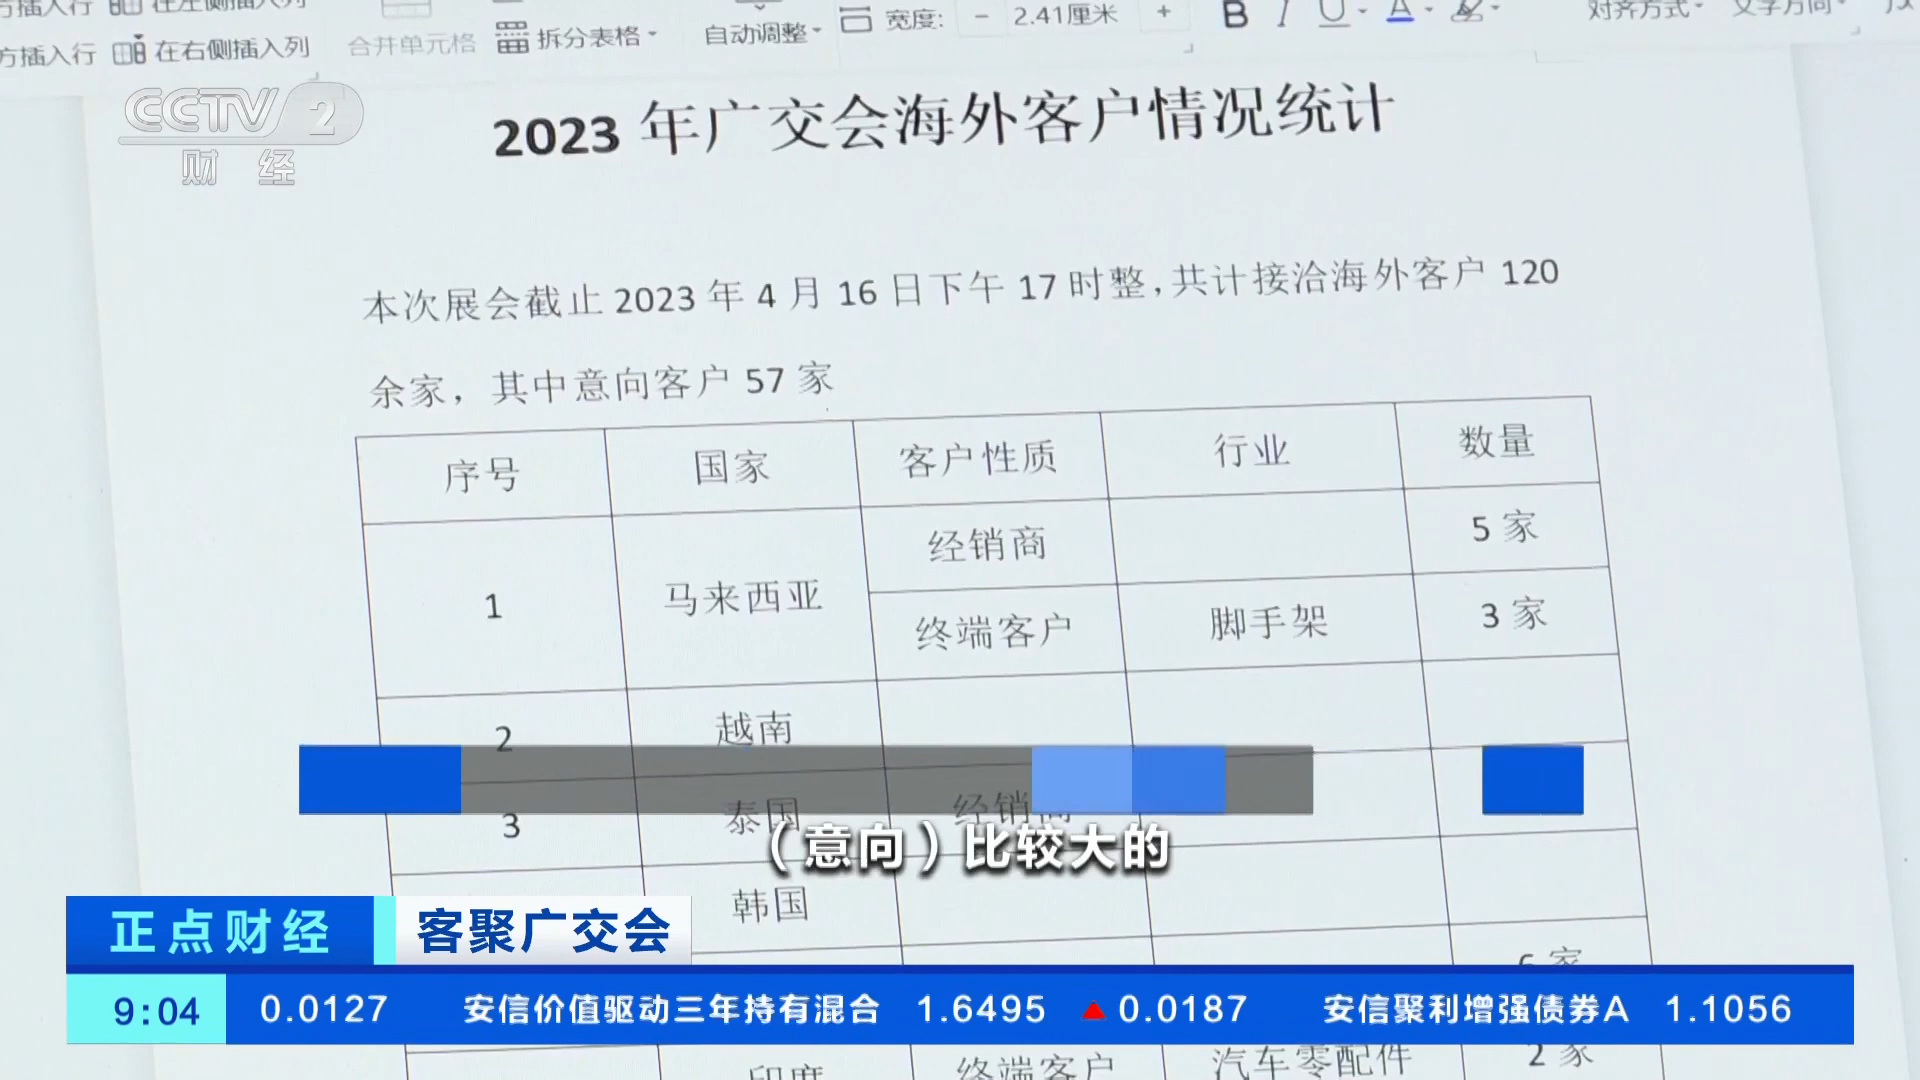 方插入行 在左侧插入列
方插入行 在右侧插入列 合并单元格 拆分表格 自动调整 宽度: - 2.41厘米 + B I U A 对齐方式 文字方向
CCTV 2
财经
2023 年广交会海外客户情况统计
本次展会截止 2023 年 4 月 16 日下午 17 时整,共计接洽海外客户 120
余家，其中意向客户 57 家
序号 国家 客户性质 行业 数量
1 马来西亚 经销商 5 家
终端客户 脚手架 3 家
2 越南
3 泰国 经销商
（意向）比较大的
韩国
6 家
正点财经 客聚广交会
9:04 0.0127 安信价值驱动三年持有混合 1.6495 ▲ 0.0187 安信聚利增强债券A 1.1056
印度 终端客户 汽车零配件 2 家